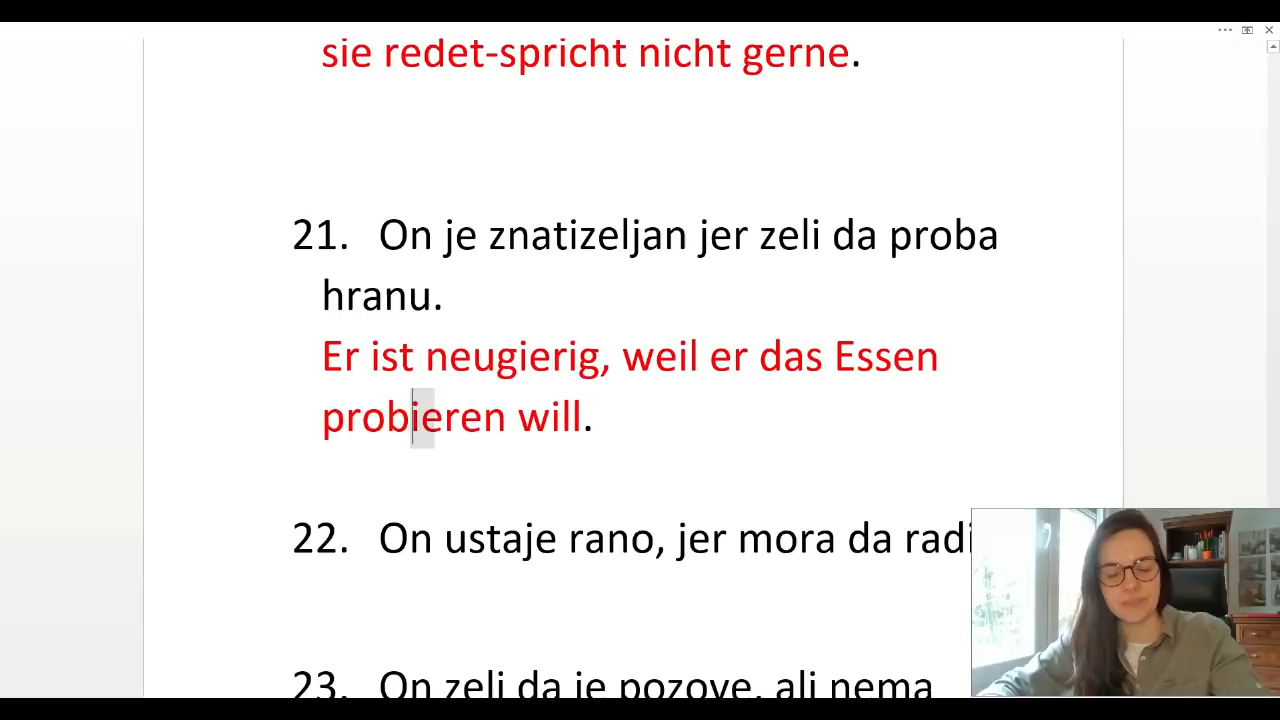 sie redet-spricht nicht gerne.
21. On je znatizeljan jer zeli da proba
hranu.
Er ist neugierig, weil er das Essen
probieren will.
22. On ustaje rano, jer mora da radi
23. On zeli da je pozove, ali nema